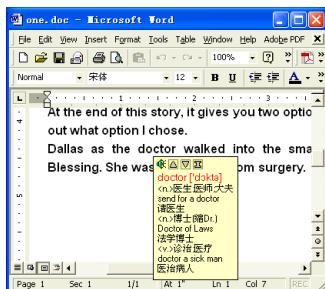 one.doc - Microsoft Word
File Edit View Insert Format Tools Table Window Help Adobe PDF
100%
Normal 宋体 12 B U A
1 2 3
At the end of this story, it gives you two optio
out what option I chose.
Dallas as the doctor walked into the sma
Blessing. She was om surgery.
doctor ['dɔktə]
<n.>医生 医师 大夫
send for a doctor
请医生
<n.>博士(缩Dr.)
Doctor of Laws
法学博士
<v.>诊治 医疗
doctor a sick man
医治病人
Page 1 Sec 1 1/1 At 1" Ln 1 Col 7 REC